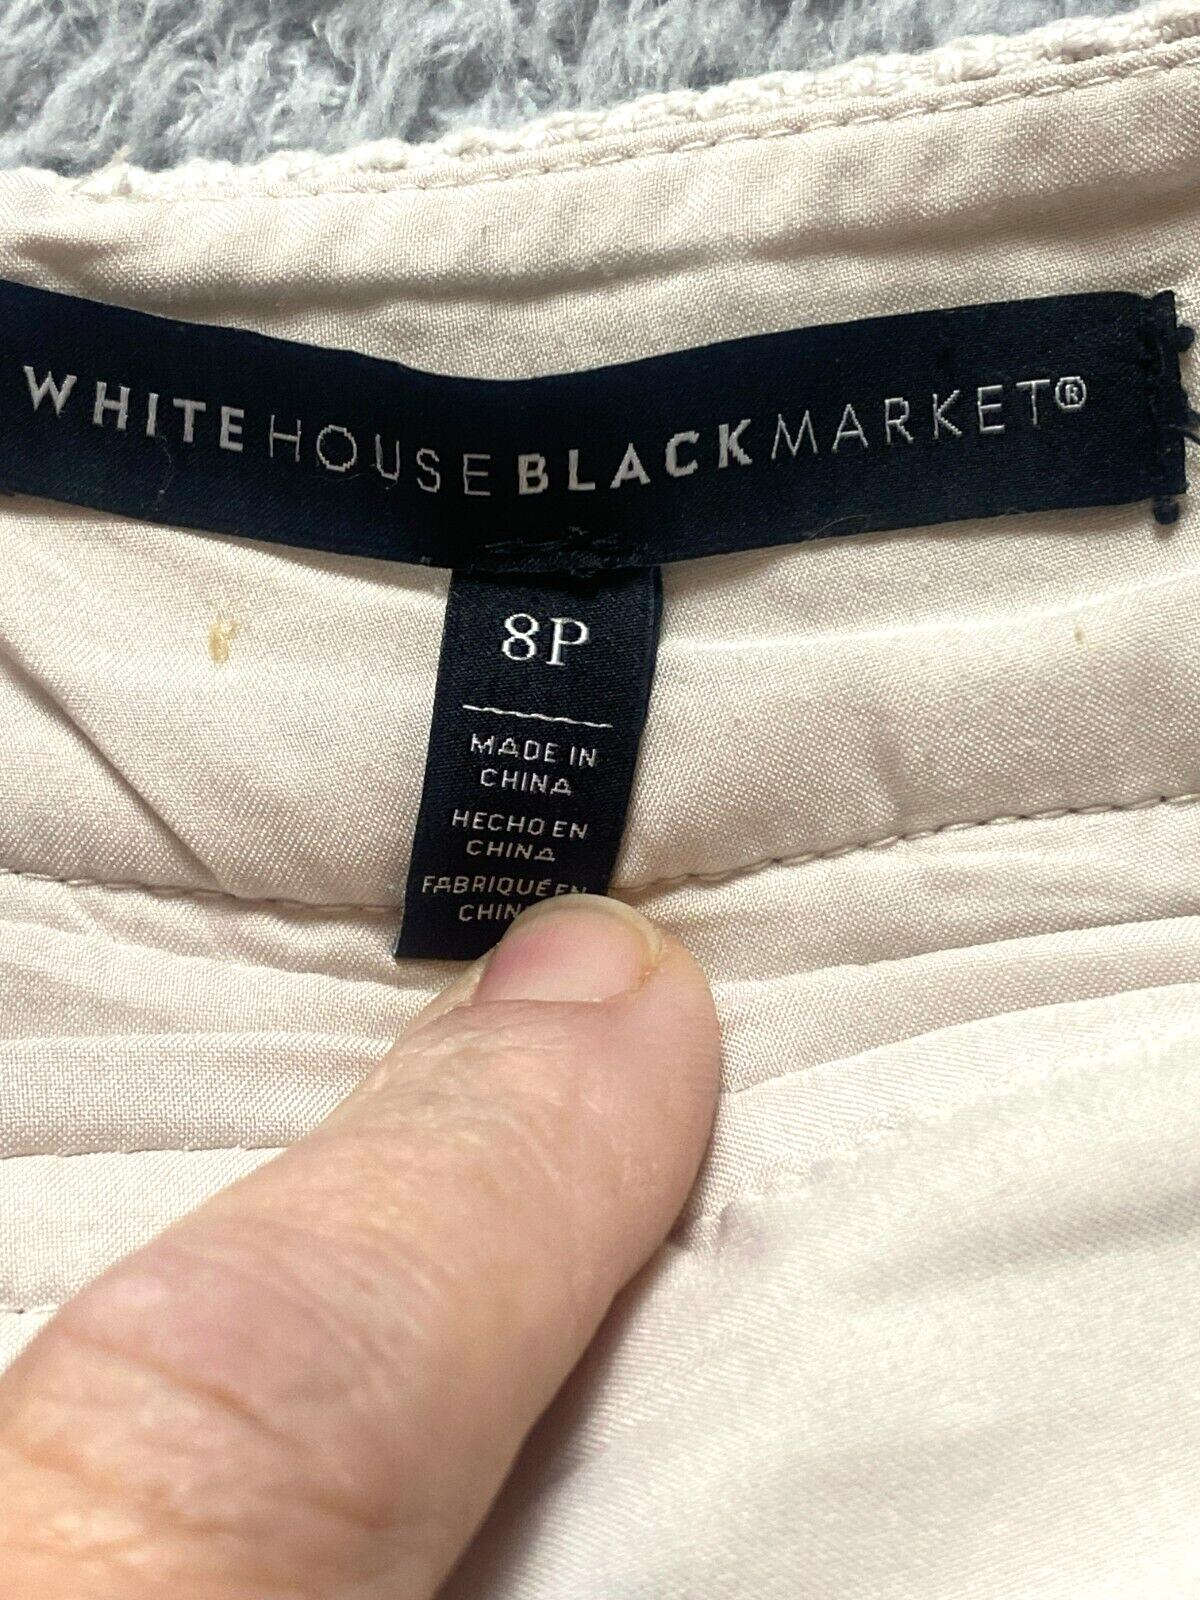 WHITEHOUSEBLACKMARKET®
8P
MADE IN
CHINA
HECHO EN
CHINA
FABRIQUÉ EN